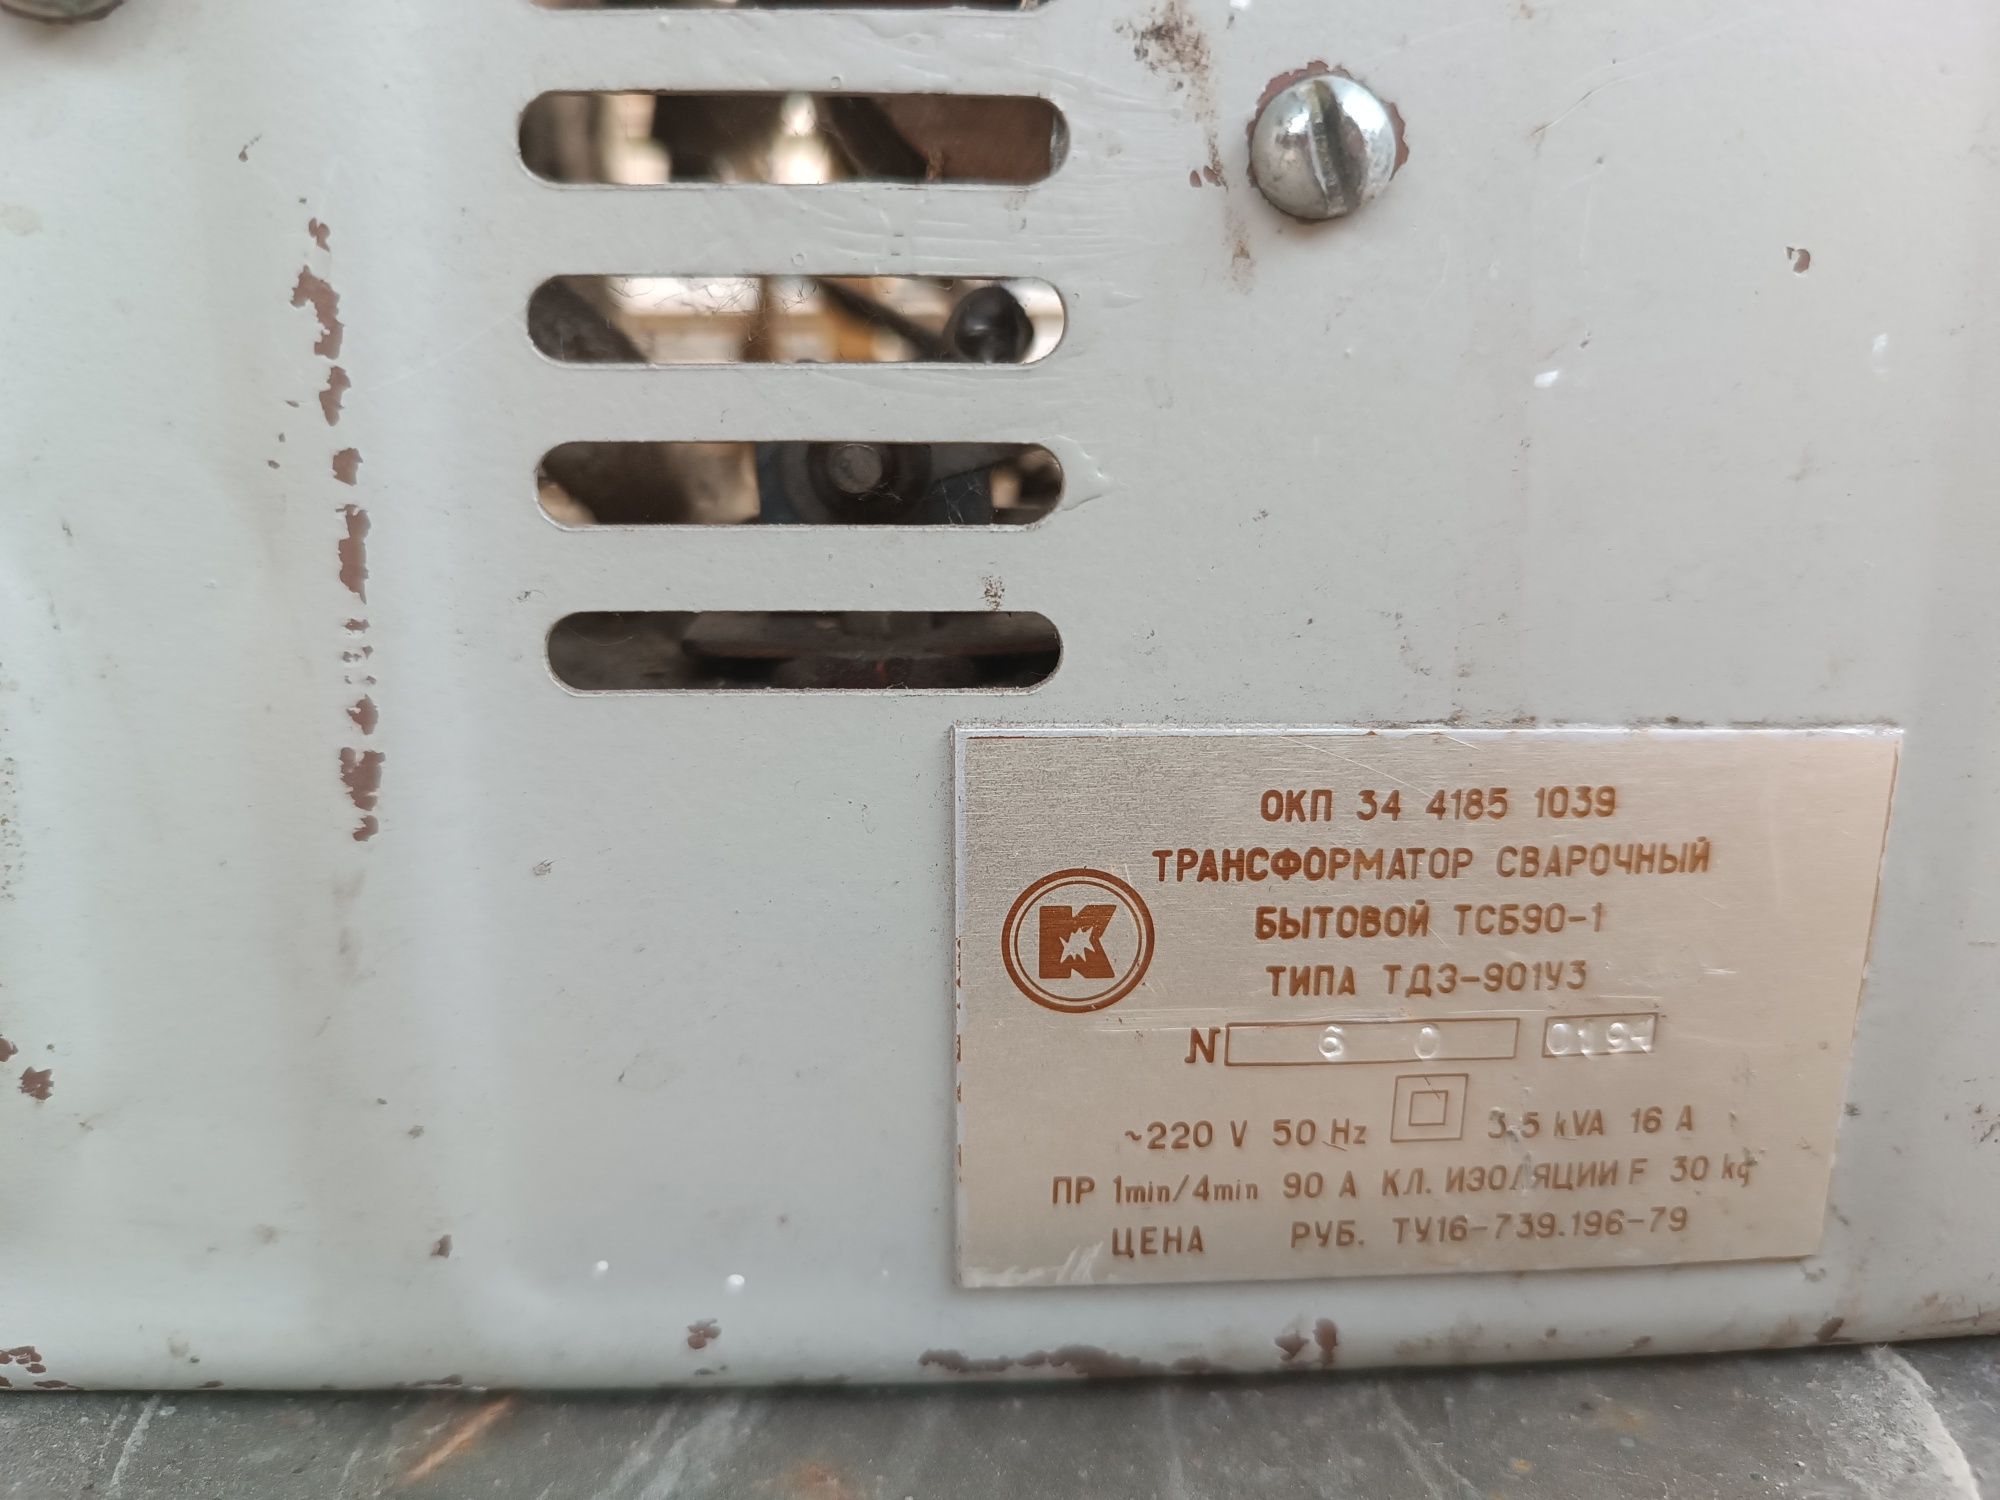 ОКП 34 4185 1039
ТРАНСФОРМАТОР СВАРОЧНЫЙ
БЫТОВОЙ ТСБ90-1
К
ТИПА ТДЭ-901У3
N 6 0
~220 V 50 Hz 3.5 kVA 16 A
ПР 1min/4min 90 А КЛ. ИЗОЛЯЦИИ F 30 kg
ЦЕНА РУБ. ТУ16-739.196-79